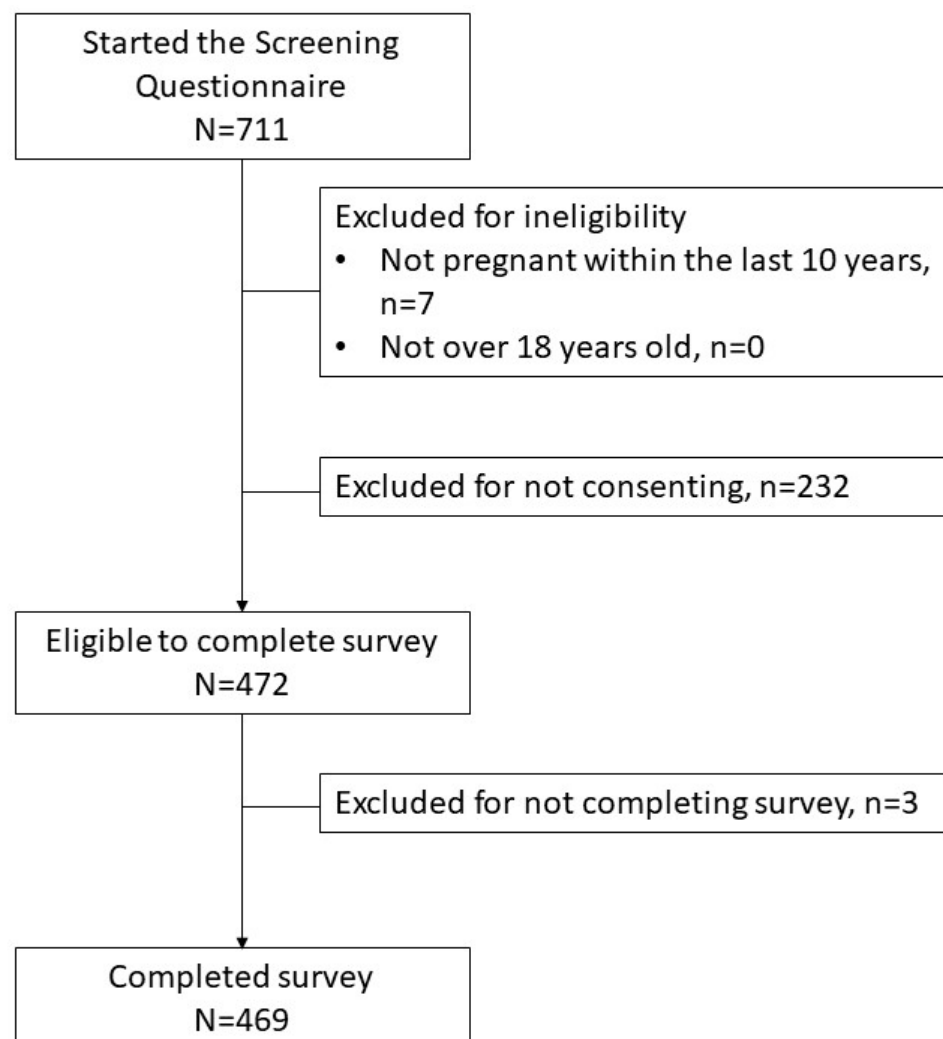 Started the Screening
Questionnaire
N=711
Excluded for ineligibility
• Not pregnant within the last 10 years,
n=7
• Not over 18 years old, n=0
Excluded for not consenting, n=232
Eligible to complete survey
N=472
Excluded for not completing survey, n=3
Completed survey
N=469